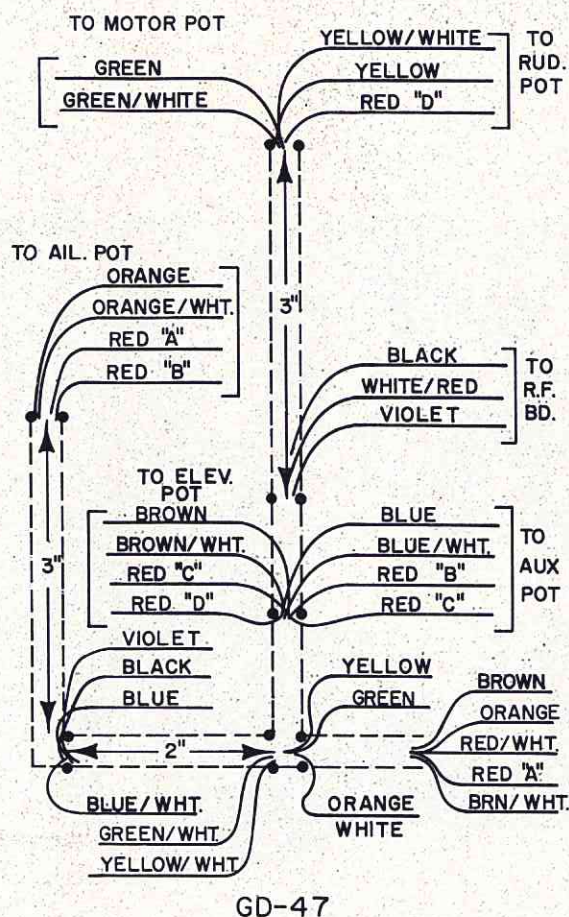 TO MOTOR POT
GREEN
GREEN/WHITE
YELLOW/WHITE
YELLOW
RED "D"
TO
RUD.
POT
TO AIL. POT
ORANGE
ORANGE/WHT.
RED "A"
RED "B"
3"
BLACK
WHITE/RED
VIOLET
TO
R.F.
BD.
TO ELEV.
POT
BROWN
BROWN/WHT.
RED "C"
RED "D"
BLUE
BLUE/WHT.
RED "B"
RED "C"
TO
AUX
POT
3"
VIOLET
BLACK
BLUE
2"
YELLOW
GREEN
BROWN
ORANGE
RED/WHT.
RED "A"
BRN/WHT.
BLUE/WHT.
GREEN/WHT.
YELLOW/WHT.
ORANGE
WHITE
GD-47